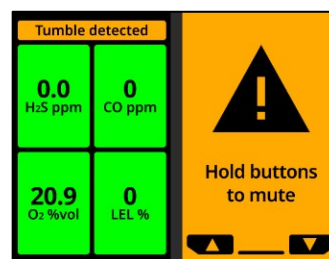 Tumble detected
0.0
H₂S ppm
0
CO ppm
20.9
O₂ %vol
0
LEL %
!
Hold buttons
to mute